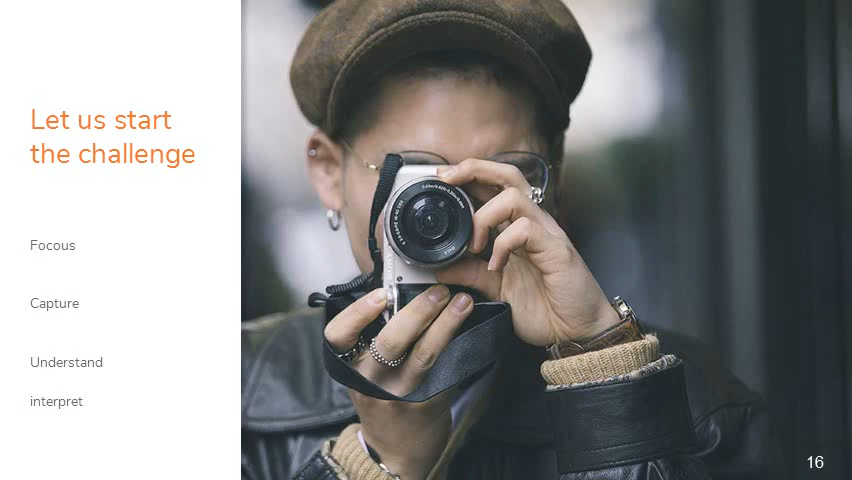 Let us start
the challenge
Focous
Capture
Understand
interpret
16